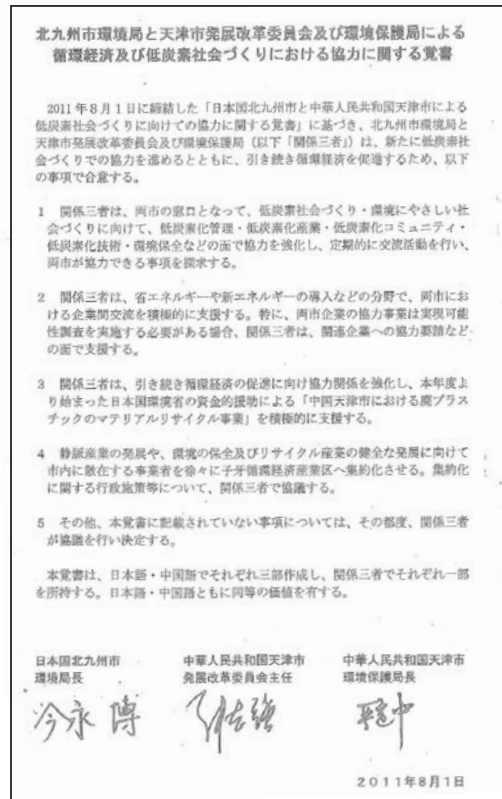 北九州市環境局と天津市発展改革委員会及び環境保護局による
循環経済及び低炭素社会づくりにおける協力に関する覚書
2011年8月1日に締結した「日本国北九州市と中華人民共和国天津市による
低炭素社会づくりに向けての協力に関する覚書」に基づき、北九州市環境局と
天津市発展改革委員会及び環境保護局(以下「関係三者」)は、新たに低炭素社
会づくりでの協力を進めるとともに、引き続き循環経済を促進するため、以下
の事項で合意する。
1 関係三者は、両市の窓口となって、低炭素社会づくり・環境にやさしい社
会づくりに向けて、低炭素化管理・低炭素化産業・低炭素化コミュニティ・
低炭素化技術・環境保全などの面で協力を強化し、定期的に交流活動を行い、
両市が協力できる事項を探求する。
2 関係三者は、省エネルギーや新エネルギーの導入などの分野で、両市にお
ける企業間交流を積極的に支援する。特に、両市企業の協力事業は実現可能
性調査を実施する必要がある場合、関係三者は、関連企業への協力要請など
の面で支援する。
3 関係三者は、引き続き循環経済の促進に向け協力関係を強化し、本年度よ
り始まった日本国環境省の資金的援助による「中国天津市における廃プラス
チックのマテリアルリサイクル事業」を積極的に支援する。
4 静脈産業の発展や、環境の保全及びリサイクル産業の健全な発展に向けて
市内に散在する事業者を徐々に子牙循環経済産業区へ集約化させる。集約化
に関する行政施策等について、関係三者で協議する。
5 その他、本覚書に記載されていない事項については、その都度、関係三者
が協議を行い決定する。
本覚書は、日本語・中国語でそれぞれ三部作成し、関係三者でそれぞれ一部
を所持する。日本語・中国語ともに同等の価値を有する。
日本国北九州市 中華人民共和国天津市 中華人民共和国天津市
環境局長 発展改革委員会主任 環境保護局長
今永 博
2011年8月1日